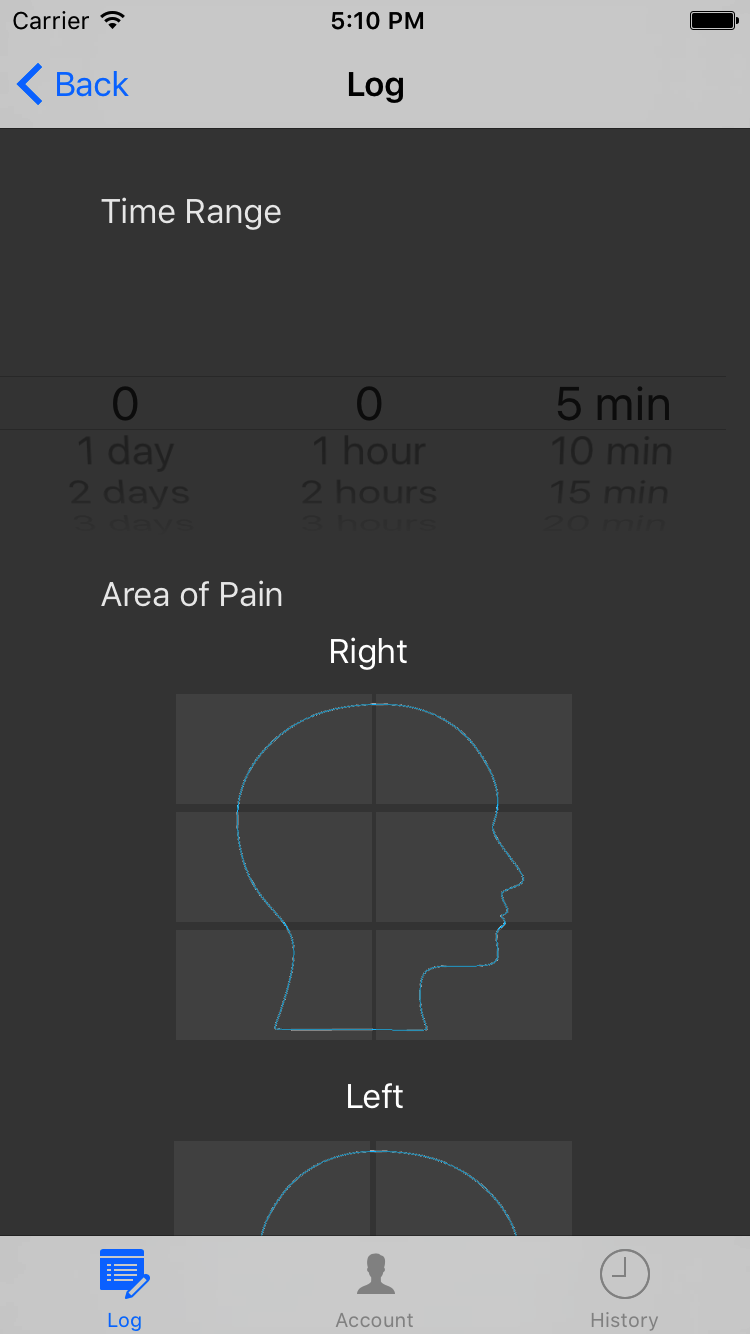 Carrier 5:10 PM
Back Log
Time Range
0 0 5 min
1 day 1 hour 10 min
2 days 2 hours 15 min
3 days 3 hours 20 min
Area of Pain
Right
Left
Log Account History